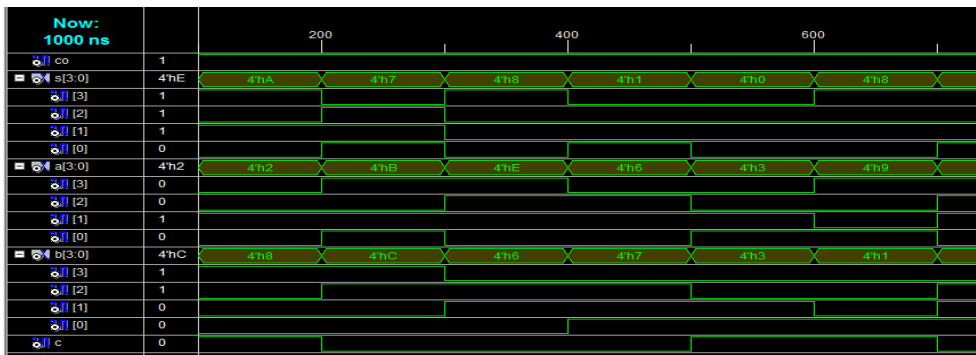 Now:
1000 ns
200 400 600
co 1
s[3:0] 4'hE 4'hA 4'h7 4'h8 4'h1 4'h0 4'h8
[3] 1
[2] 1
[1] 1
[0] 0
a[3:0] 4'h2 4'h2 4'hB 4'hE 4'h6 4'h3 4'h9
[3] 0
[2] 0
[1] 1
[0] 0
b[3:0] 4'hC 4'h8 4'hC 4'h6 4'h7 4'h3 4'h1
[3] 1
[2] 1
[1] 0
[0] 0
c 0